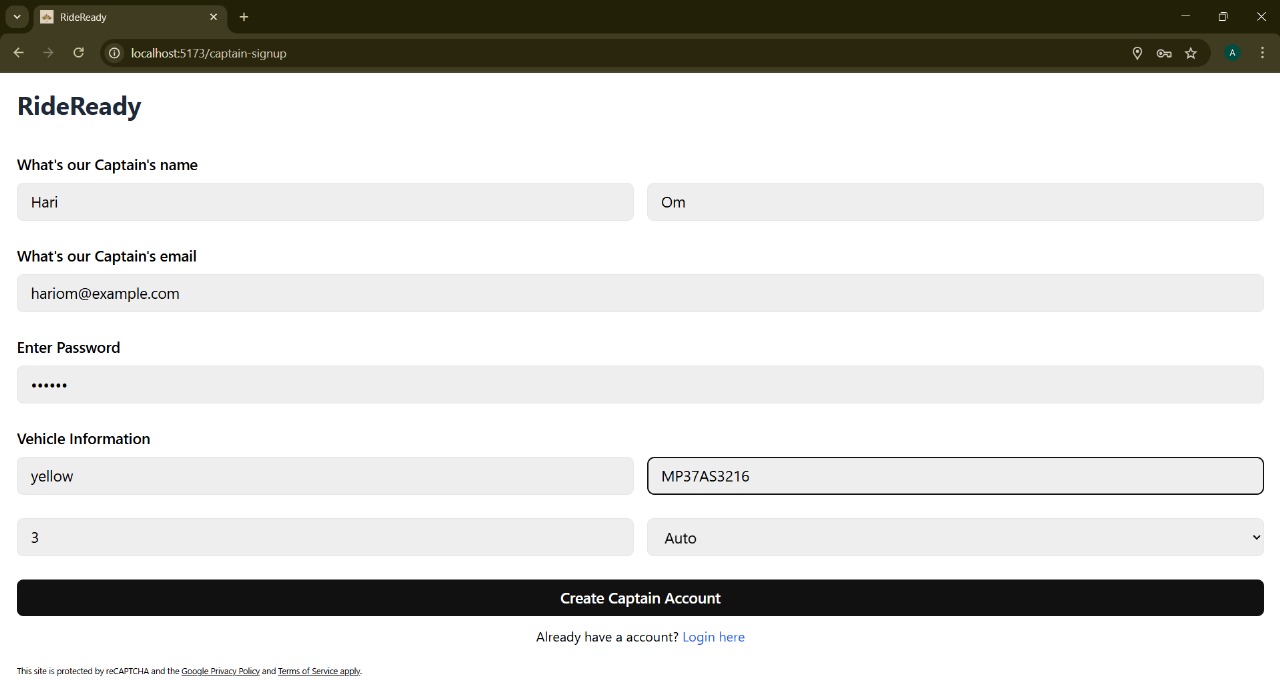 RideReady
localhost:5173/captain-signup
A
RideReady
What's our Captain's name
Hari Om
What's our Captain's email
hariom@example.com
Enter Password
••••••
Vehicle Information
yellow MP37AS3216
3 Auto
Create Captain Account
Already have a account? Login here
This site is protected by reCAPTCHA and the Google Privacy Policy and Terms of Service apply.